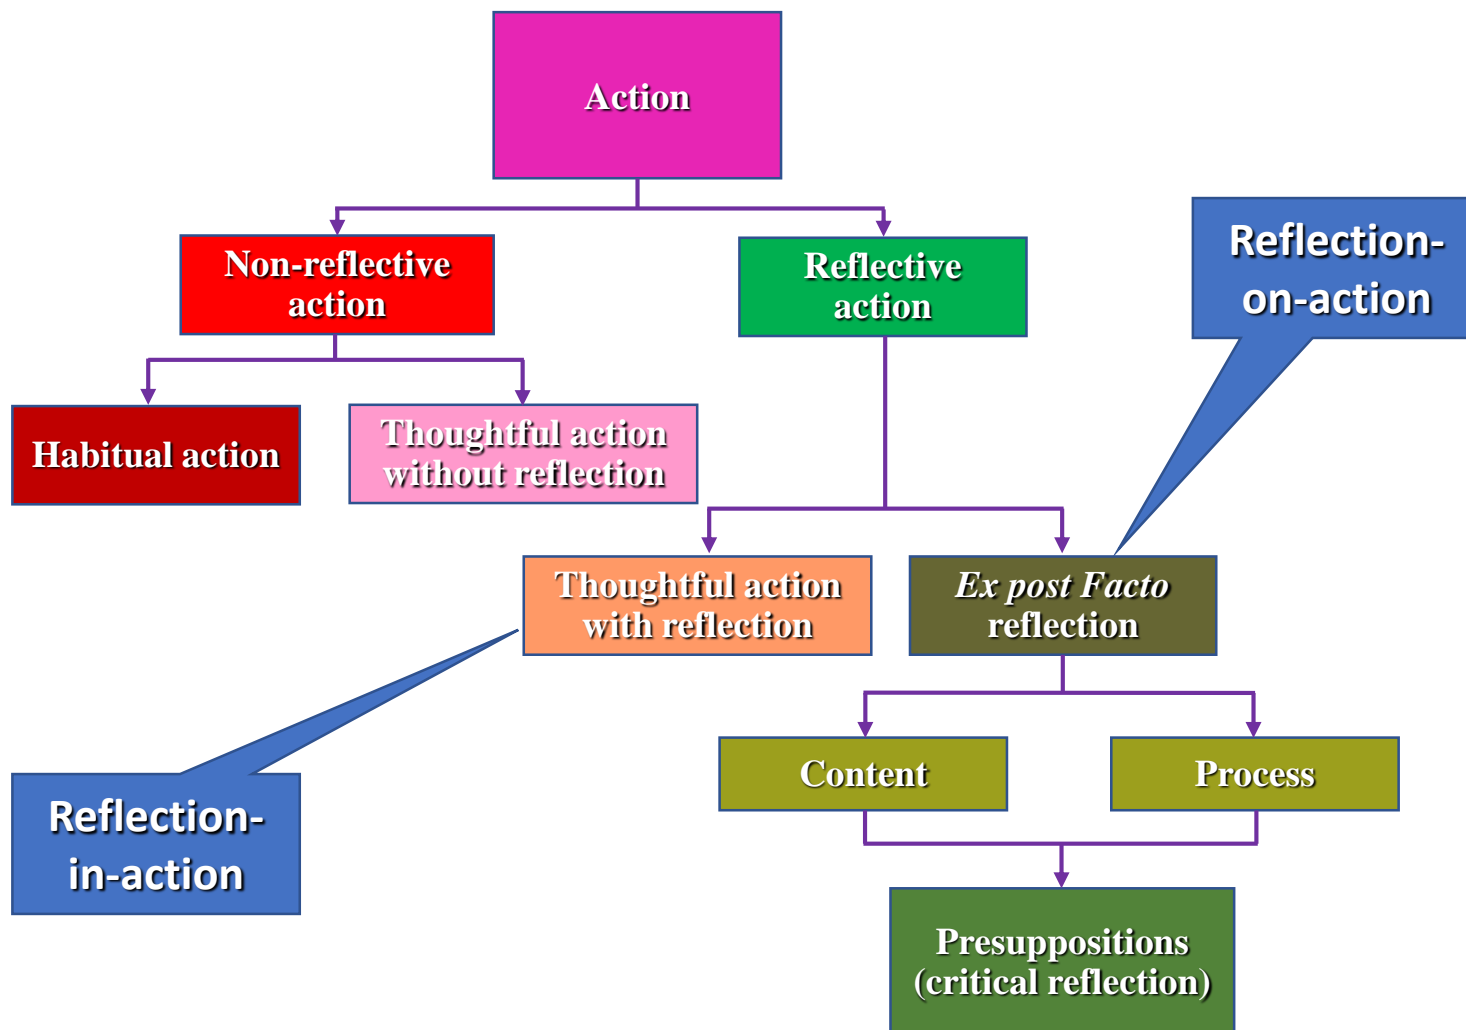 Action
Non-reflective
action
Reflective
action
Reflection-
on-action
Habitual action
Thoughtful action
without reflection
Thoughtful action
with reflection
Ex post Facto
reflection
Content
Process
Reflection-
in-action
Presuppositions
(critical reflection)